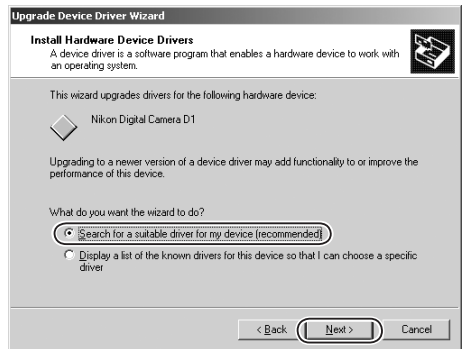 Upgrade Device Driver Wizard
Install Hardware Device Drivers
A device driver is a software program that enables a hardware device to work with
an operating system.
This wizard upgrades drivers for the following hardware device:
Nikon Digital Camera D1
Upgrading to a newer version of a device driver may add functionality to or improve the
performance of this device.
What do you want the wizard to do?
Search for a suitable driver for my device (recommended)
Display a list of the known drivers for this device so that I can choose a specific
driver
< Back
Next >
Cancel